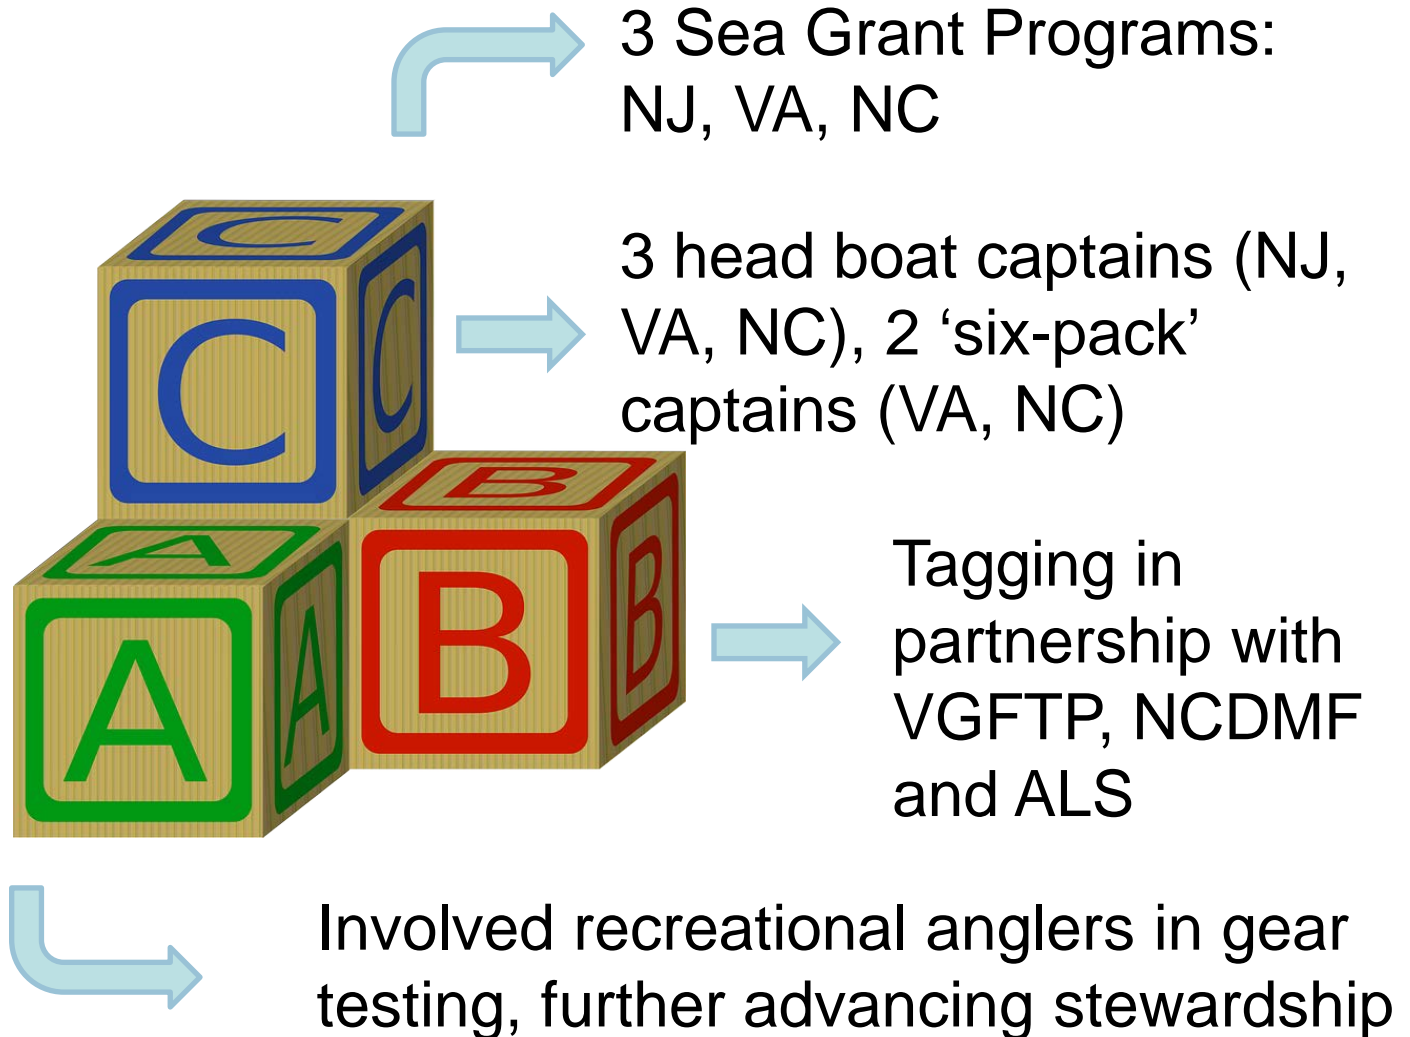 3 Sea Grant Programs:
NJ, VA, NC
3 head boat captains (NJ,
VA, NC), 2 ‘six-pack’
captains (VA, NC)
C
C
C
B
B
B
A
A
A
Tagging in
partnership with
VGFTP, NCDMF
and ALS
Involved recreational anglers in gear
testing, further advancing stewardship